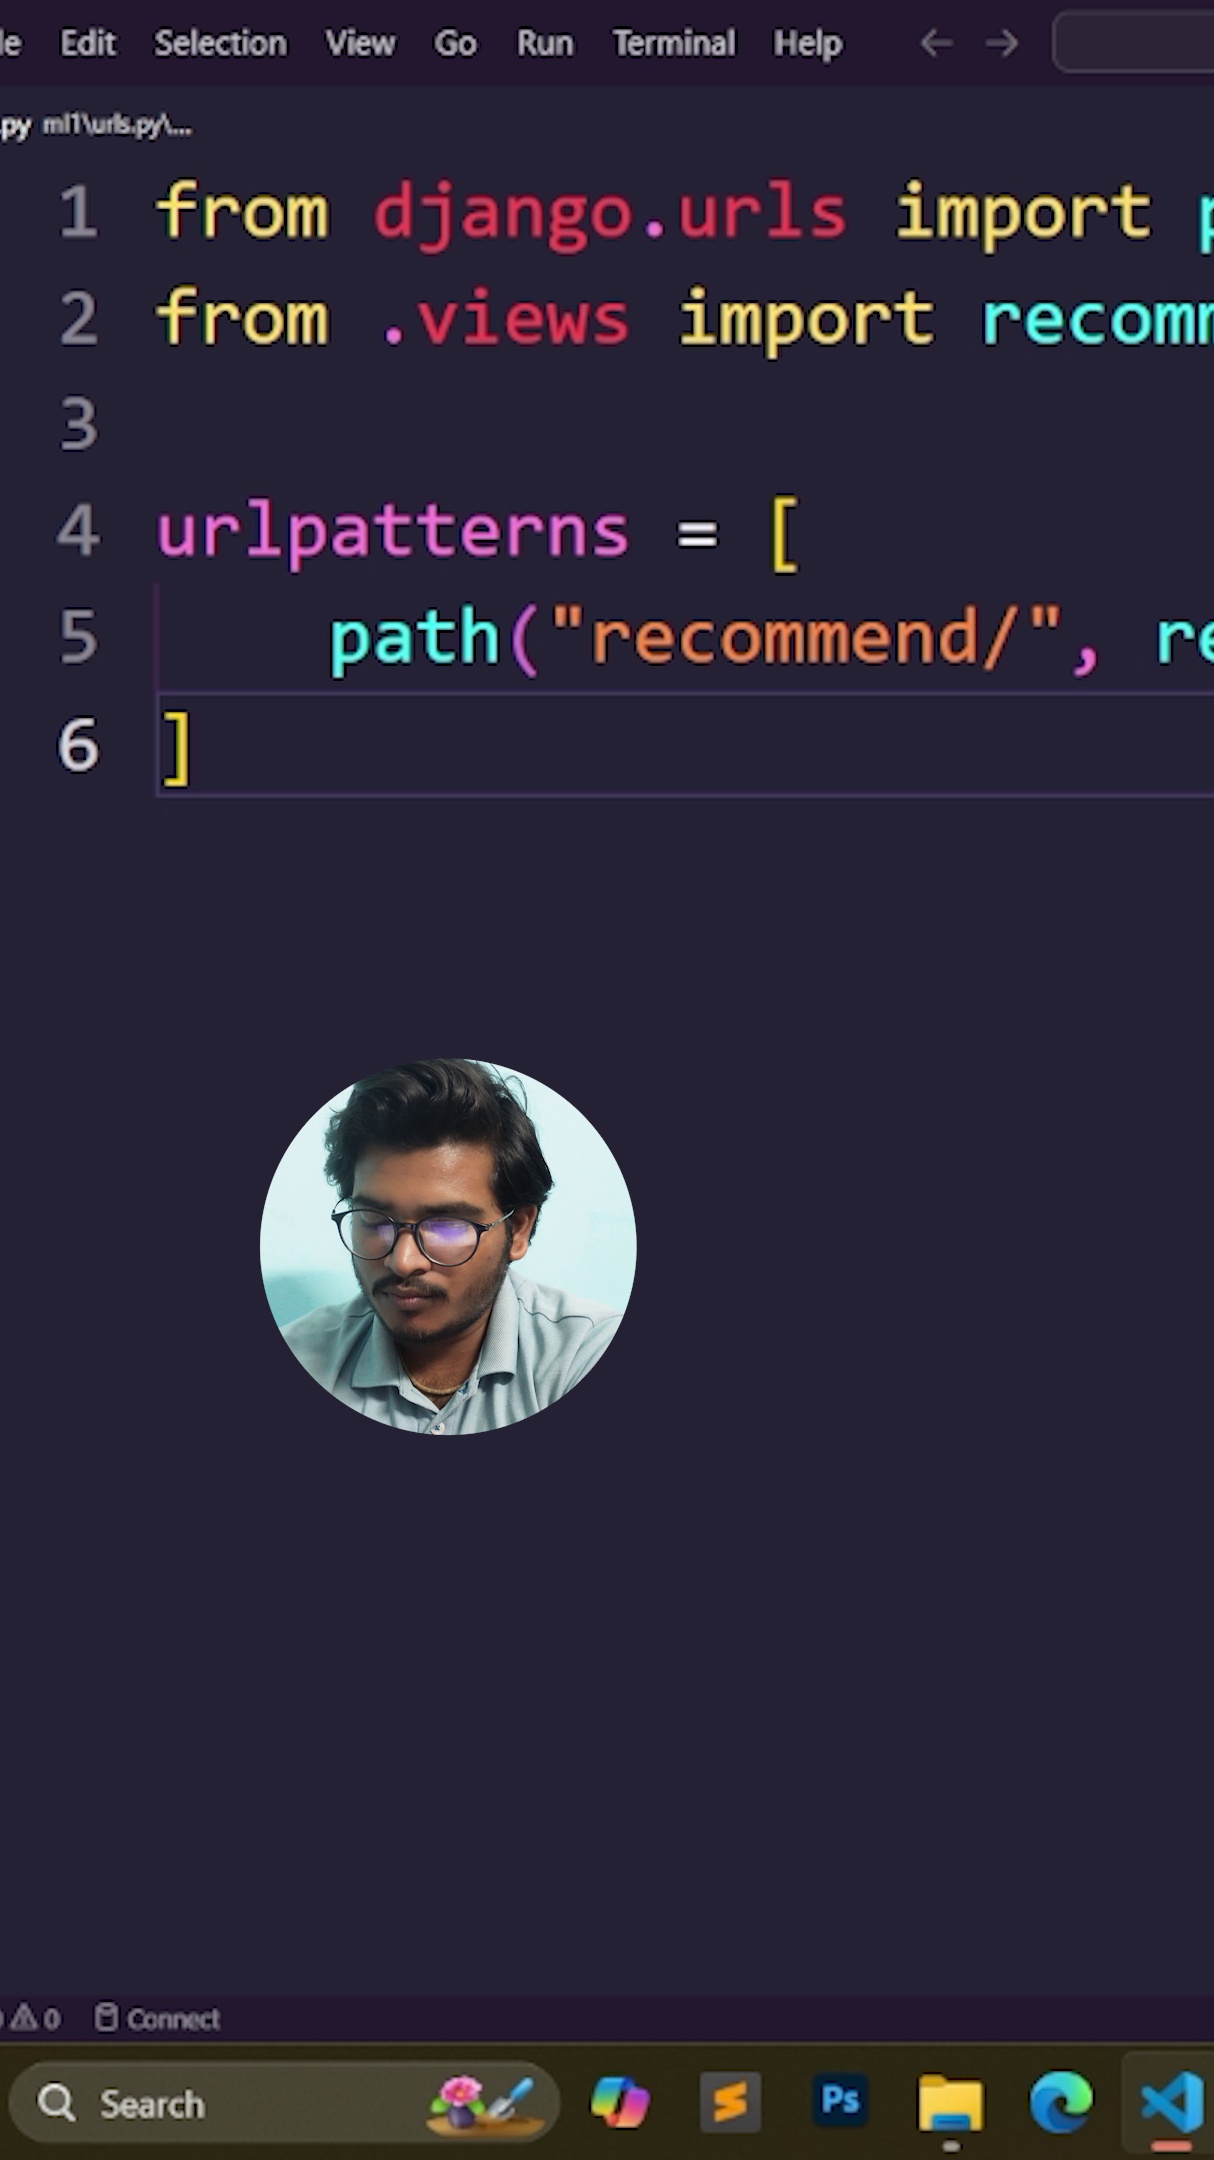 le Edit Selection View Go Run Terminal Help
.py ml1\urls.py\...
1 from django.urls import p
2 from .views import recomm
3
4 urlpatterns = [
5 path("recommend/", re
6 ]
0 Connect
Search Ps